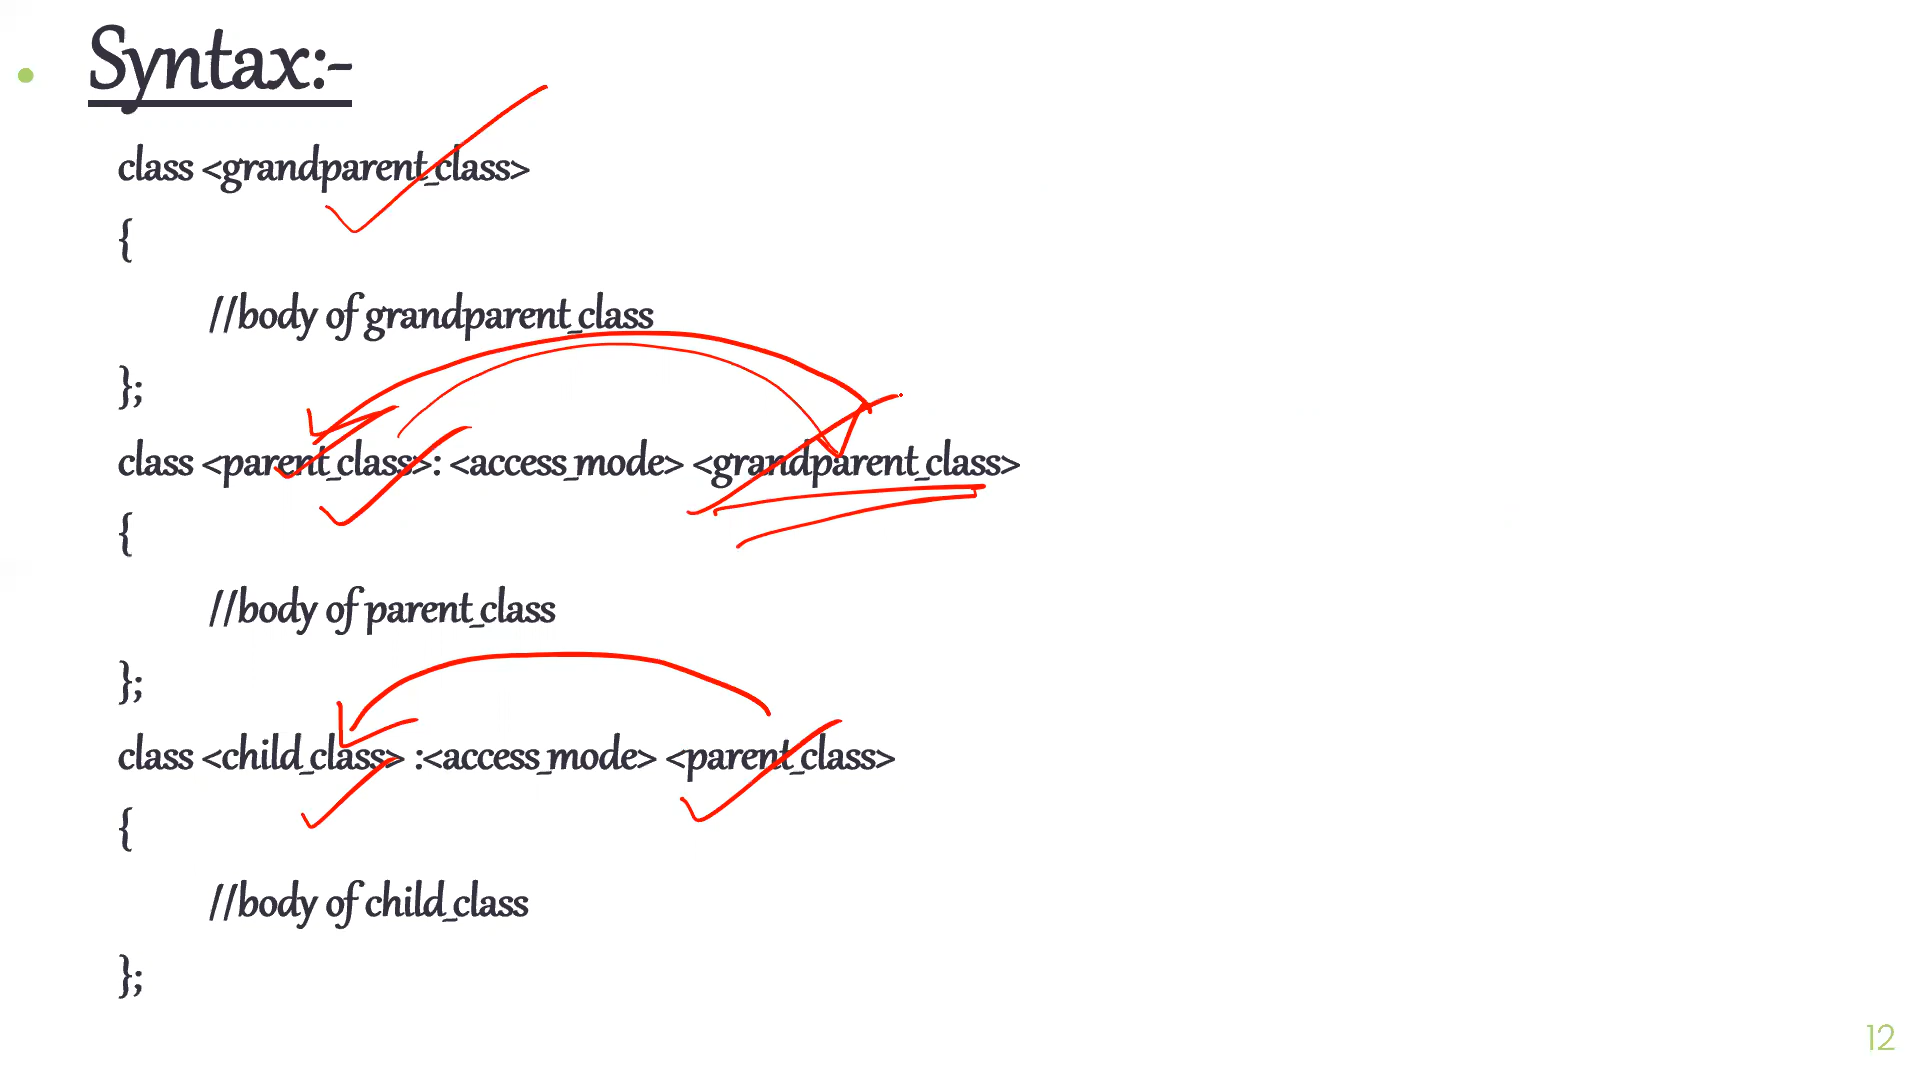 Syntax:-
class <grandparent_class>
{
//body of grandparent_class
};
class <parent_class>: <access_mode> <grandparent_class>
{
//body of parent_class
};
class <child_class> :<access_mode> <parent_class>
{
//body of child_class
};
12